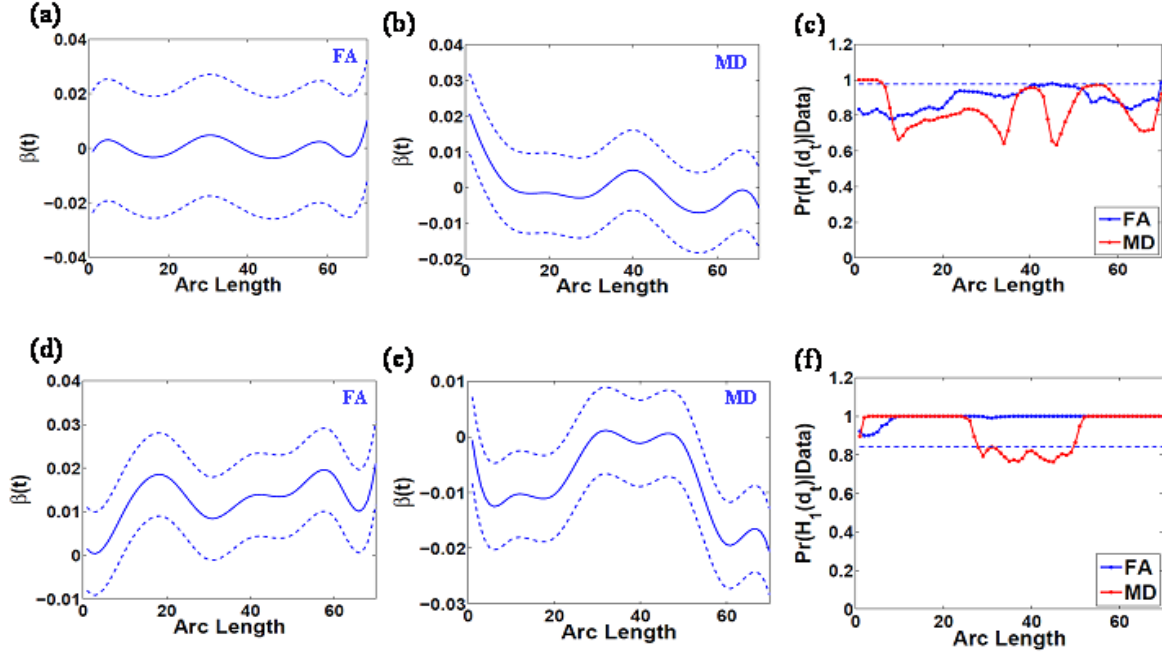 (a)
0.04
0.02
0
−0.02
−0.04
β(t)
FA
0 20 40 60
Arc Length
(b)
0.04
0.03
0.02
0.01
0
−0.01
−0.02
β(t)
MD
0 20 40 60
Arc Length
(c)
1.2
1
0.8
0.6
0.4
0.2
0
Pr(H1(dt)|Data)
FA
MD
0 20 40 60
Arc Length
(d)
0.04
0.03
0.02
0.01
0
−0.01
β(t)
FA
0 20 40 60
Arc Length
(e)
0.01
0
−0.01
−0.02
−0.03
β(t)
MD
0 20 40 60
Arc Length
(f)
1.2
1
0.8
0.6
0.4
0.2
0
Pr(H1(dt)|Data)
FA
MD
0 20 40 60
Arc Length